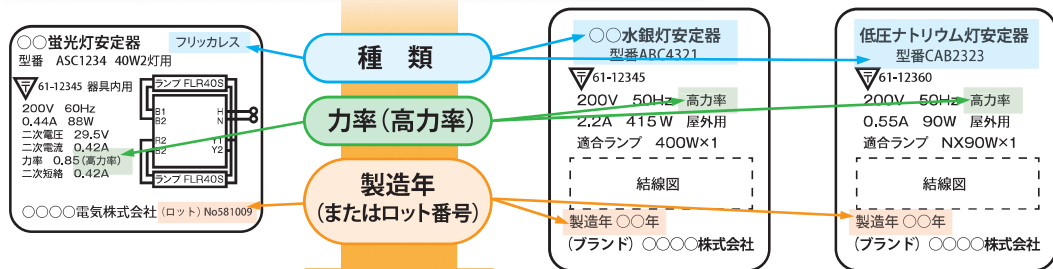 ○○蛍光灯安定器 フリッカレス
型番 ASC1234 40W2灯用
〒 61-12345 器具内用
200V 60Hz
0.44A 88W
二次電圧 29.5V
二次電流 0.42A
力率 0.85(高力率)
二次短絡 0.42A
ランプ FLR40S
B1
B2
H
N
R2
B2
Y1
Y2
ランプ FLR40S
○○○○電気株式会社 (ロット) No581009
種類
力率(高力率)
製造年
(またはロット番号)
○○水銀灯安定器
型番ABC4321
〒 61-12345
200V 50Hz 高力率
2.2A 415W 屋外用
適合ランプ 400W×1
結線図
製造年 ○○年
(ブランド) ○○○○株式会社
低圧ナトリウム灯安定器
型番CAB2323
〒 61-12360
200V 50Hz 高力率
0.55A 90W 屋外用
適合ランプ NX90W×1
結線図
製造年 ○○年
(ブランド) ○○○○株式会社